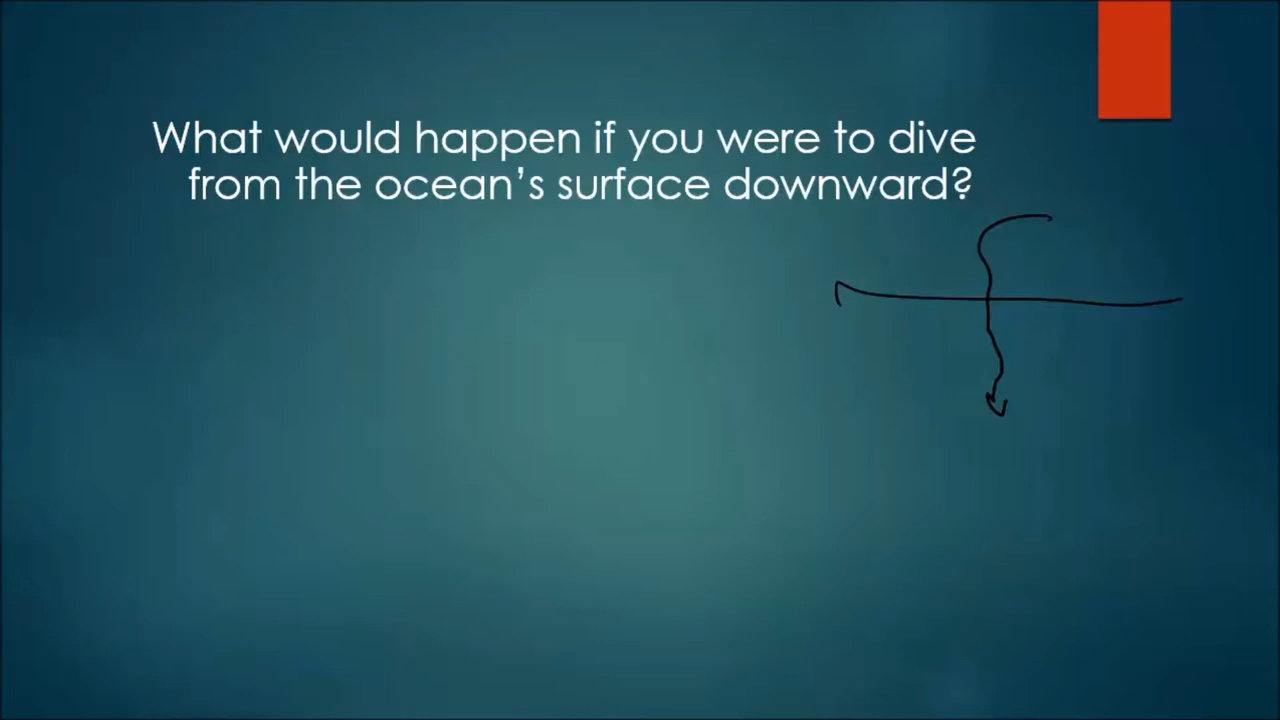 What would happen if you were to dive
from the ocean’s surface downward?